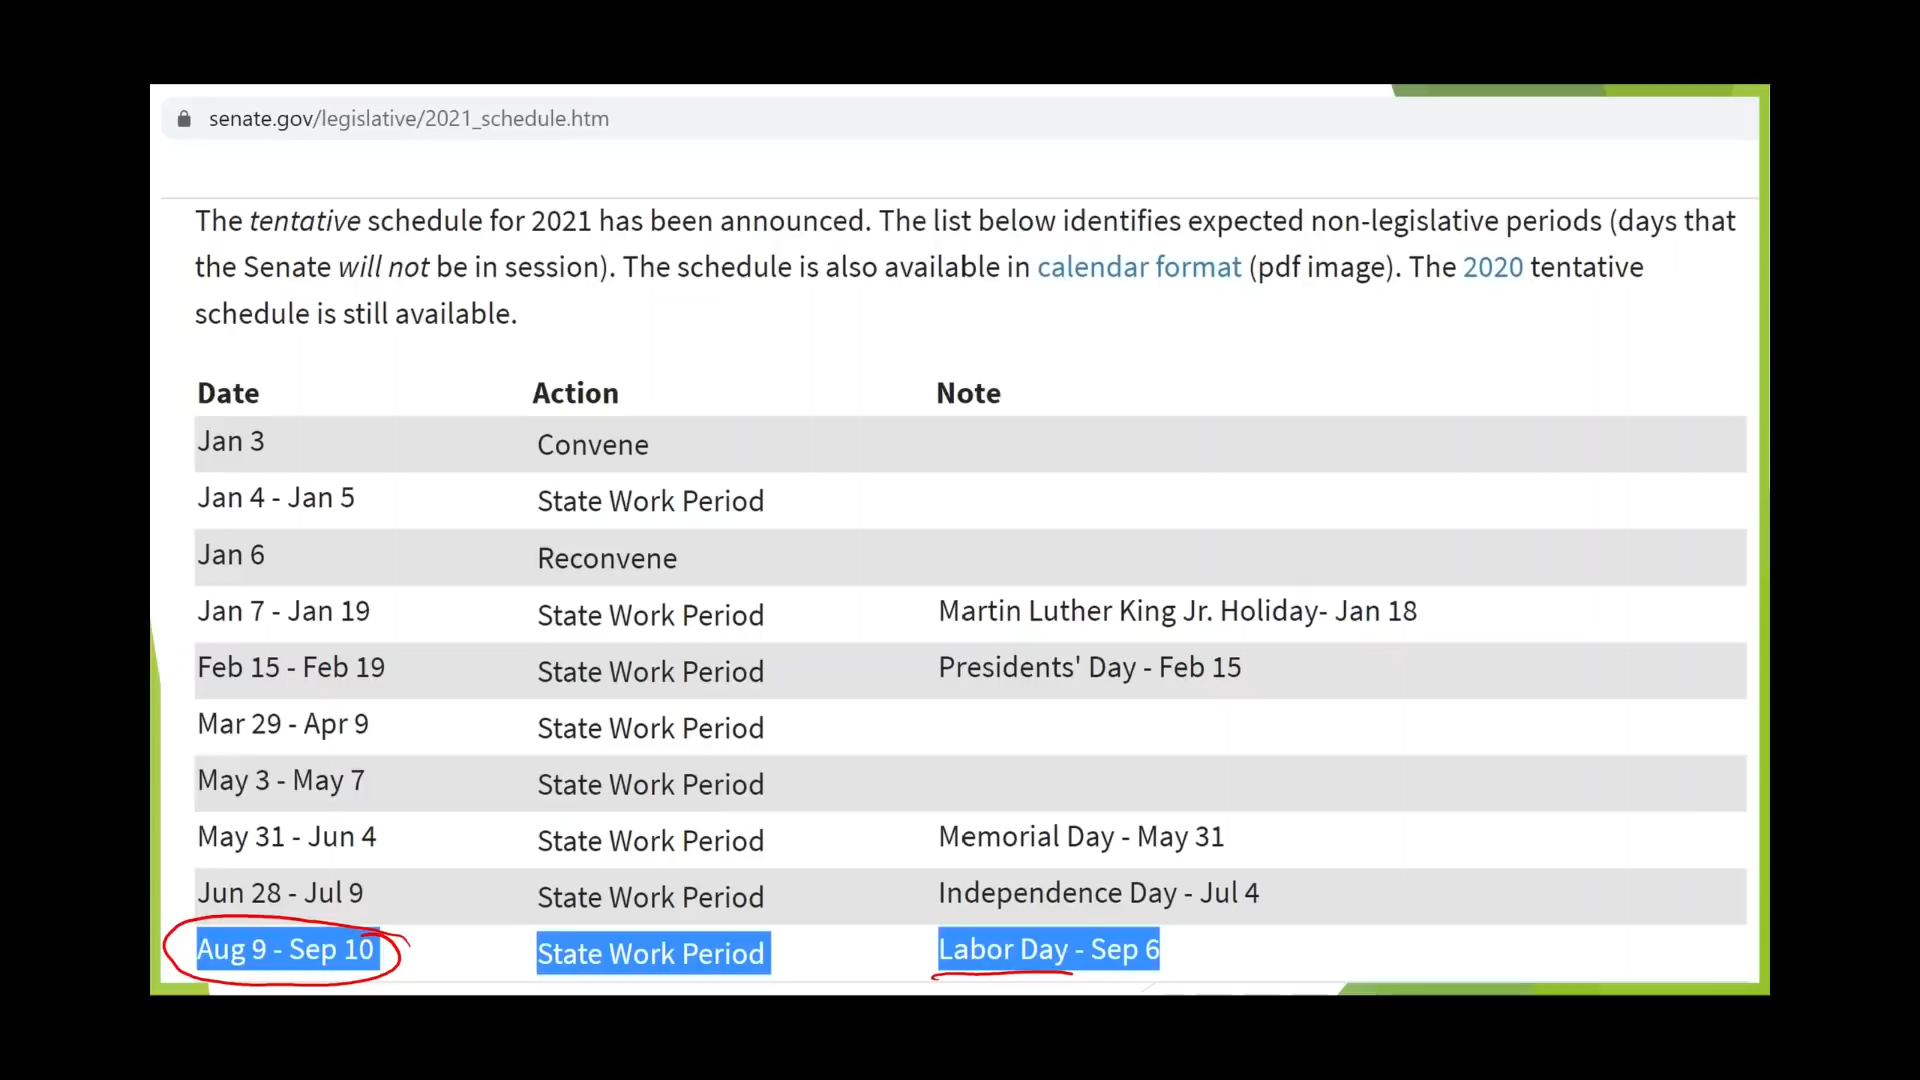 senate.gov/legislative/2021_schedule.htm
The tentative schedule for 2021 has been announced. The list below identifies expected non-legislative periods (days that
the Senate will not be in session). The schedule is also available in calendar format (pdf image). The 2020 tentative
schedule is still available.
Date Action Note
Jan 3 Convene
Jan 4 - Jan 5 State Work Period
Jan 6 Reconvene
Jan 7 - Jan 19 State Work Period Martin Luther King Jr. Holiday- Jan 18
Feb 15 - Feb 19 State Work Period Presidents' Day - Feb 15
Mar 29 - Apr 9 State Work Period
May 3 - May 7 State Work Period
May 31 - Jun 4 State Work Period Memorial Day - May 31
Jun 28 - Jul 9 State Work Period Independence Day - Jul 4
Aug 9 - Sep 10 State Work Period Labor Day - Sep 6